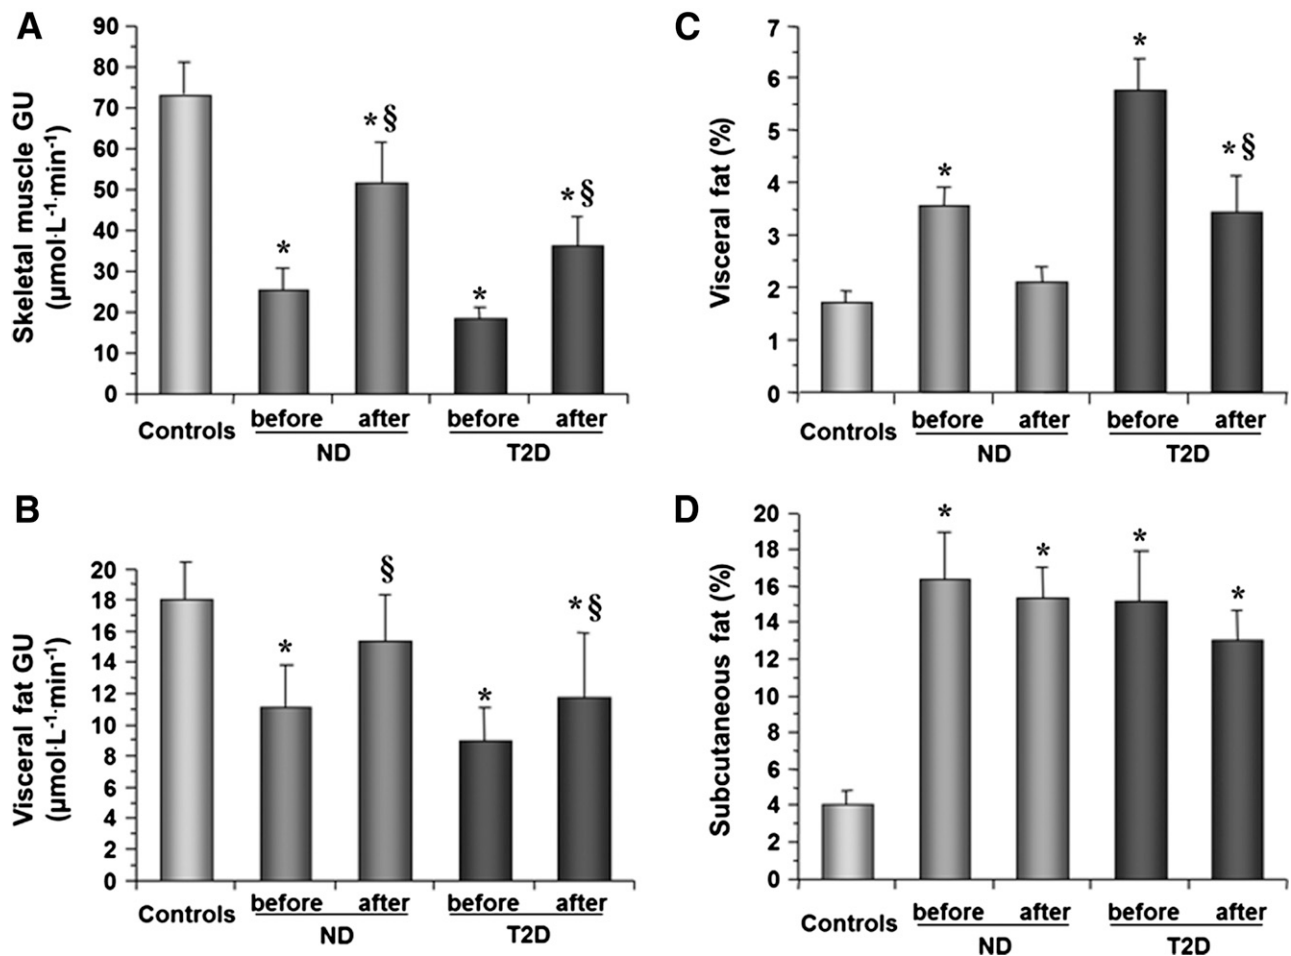 A
Skeletal muscle GU
(µmol·L-1·min-1)
90
80
70
60
50
40
30
20
10
0
*
* §
*
* §
Controls
before
after
before
after
ND
T2D
C
Visceral fat (%)
7
6
5
4
3
2
1
0
*
*
* §
Controls
before
after
before
after
ND
T2D
B
Visceral fat GU
(µmol·L-1·min-1)
20
18
16
14
12
10
8
6
4
2
0
*
§
*
* §
Controls
before
after
before
after
ND
T2D
D
Subcutaneous fat (%)
20
18
16
14
12
10
8
6
4
2
0
*
*
*
*
Controls
before
after
before
after
ND
T2D